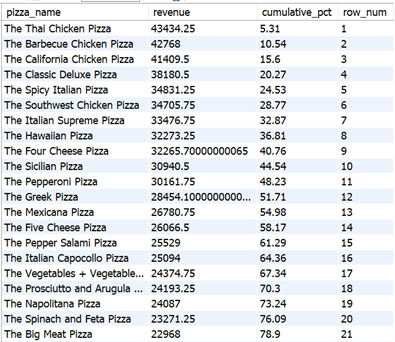 pizza_name revenue cumulative_pct row_num
The Thai Chicken Pizza 43434.25 5.31 1
The Barbecue Chicken Pizza 42768 10.54 2
The California Chicken Pizza 41409.5 15.6 3
The Classic Deluxe Pizza 38180.5 20.27 4
The Spicy Italian Pizza 34831.25 24.53 5
The Southwest Chicken Pizza 34705.75 28.77 6
The Italian Supreme Pizza 33476.75 32.87 7
The Hawaiian Pizza 32273.25 36.81 8
The Four Cheese Pizza 32265.70000000065 40.76 9
The Sicilian Pizza 30940.5 44.54 10
The Pepperoni Pizza 30161.75 48.23 11
The Greek Pizza 28454.1000000000... 51.71 12
The Mexicana Pizza 26780.75 54.98 13
The Five Cheese Pizza 26066.5 58.17 14
The Pepper Salami Pizza 25529 61.29 15
The Italian Capocollo Pizza 25094 64.36 16
The Vegetables + Vegetable... 24374.75 67.34 17
The Prosciutto and Arugula ... 24193.25 70.3 18
The Napolitana Pizza 24087 73.24 19
The Spinach and Feta Pizza 23271.25 76.09 20
The Big Meat Pizza 22968 78.9 21